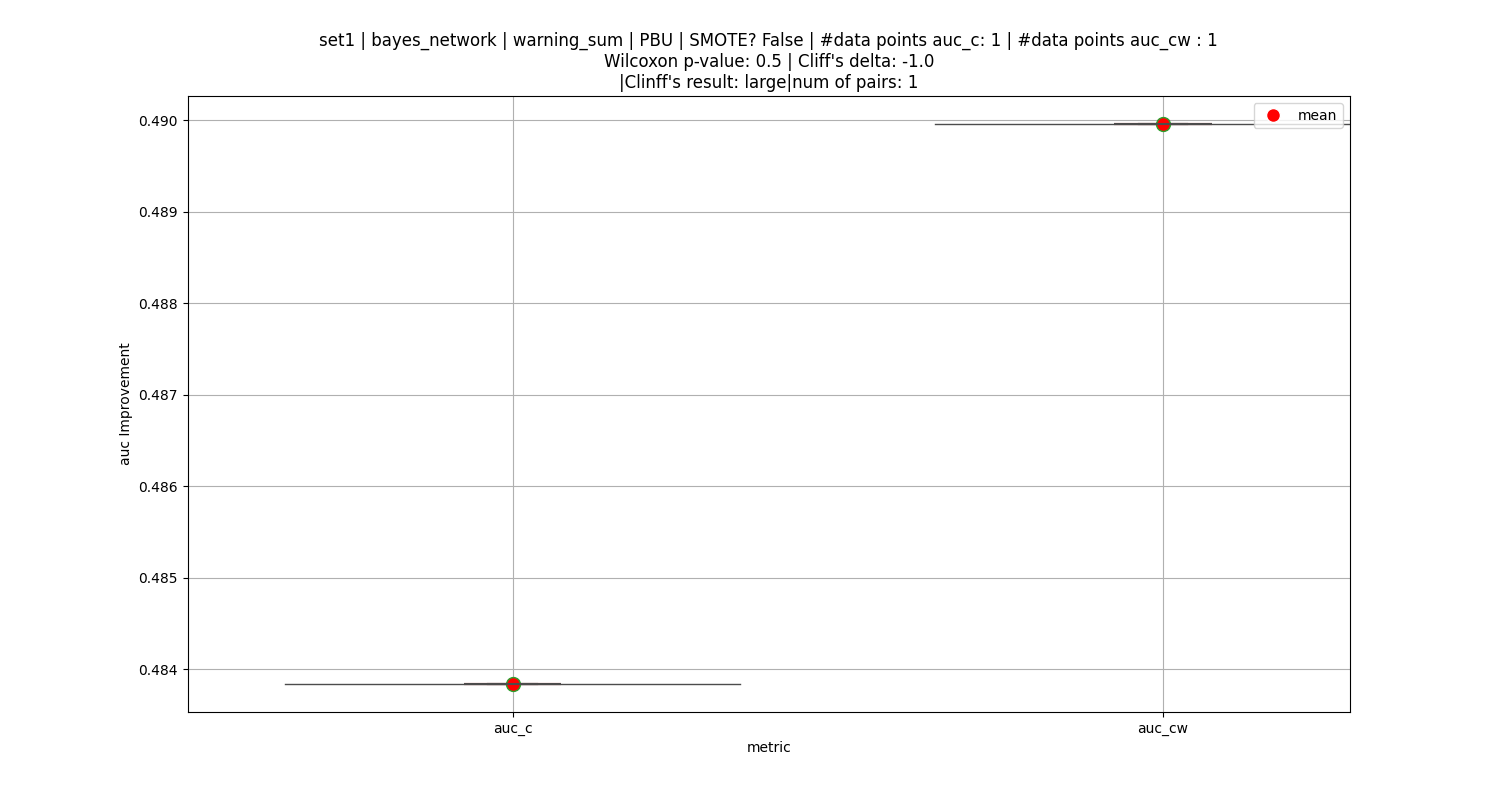 set1 | bayes_network | warning_sum | PBU | SMOTE? False | #data points auc_c: 1 | #data points auc_cw : 1
Wilcoxon p-value: 0.5 | Cliff's delta: -1.0
|Clinff's result: large|num of pairs: 1
mean
0.490
0.489
0.488
0.487
0.486
0.485
0.484
auc Improvement
auc_c
auc_cw
metric